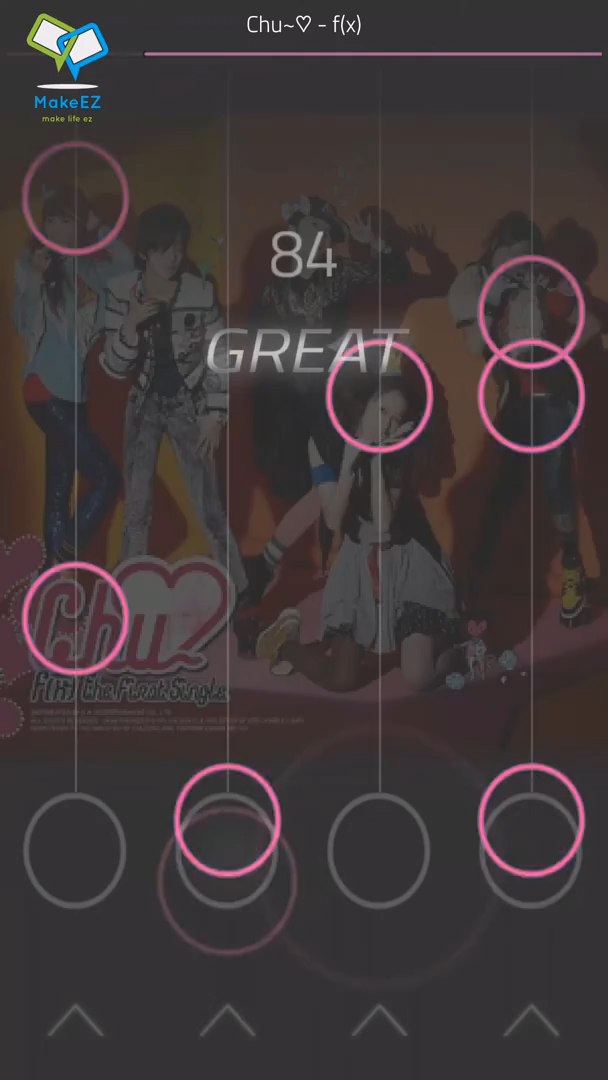 Chu~♡ - f(x)
MakeEZ
make life ez
84
GREAT
Chu
f(x) the First Single